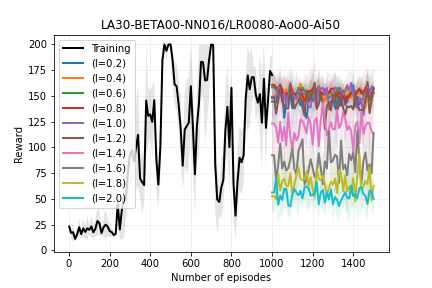 LA30-BETA00-NN016/LR0080-Ao00-Ai50
Reward
200
175
150
125
100
75
50
25
0
Training
(l=0.2)
(l=0.4)
(l=0.6)
(l=0.8)
(l=1.0)
(l=1.2)
(l=1.4)
(l=1.6)
(l=1.8)
(l=2.0)
0 200 400 600 800 1000 1200 1400
Number of episodes